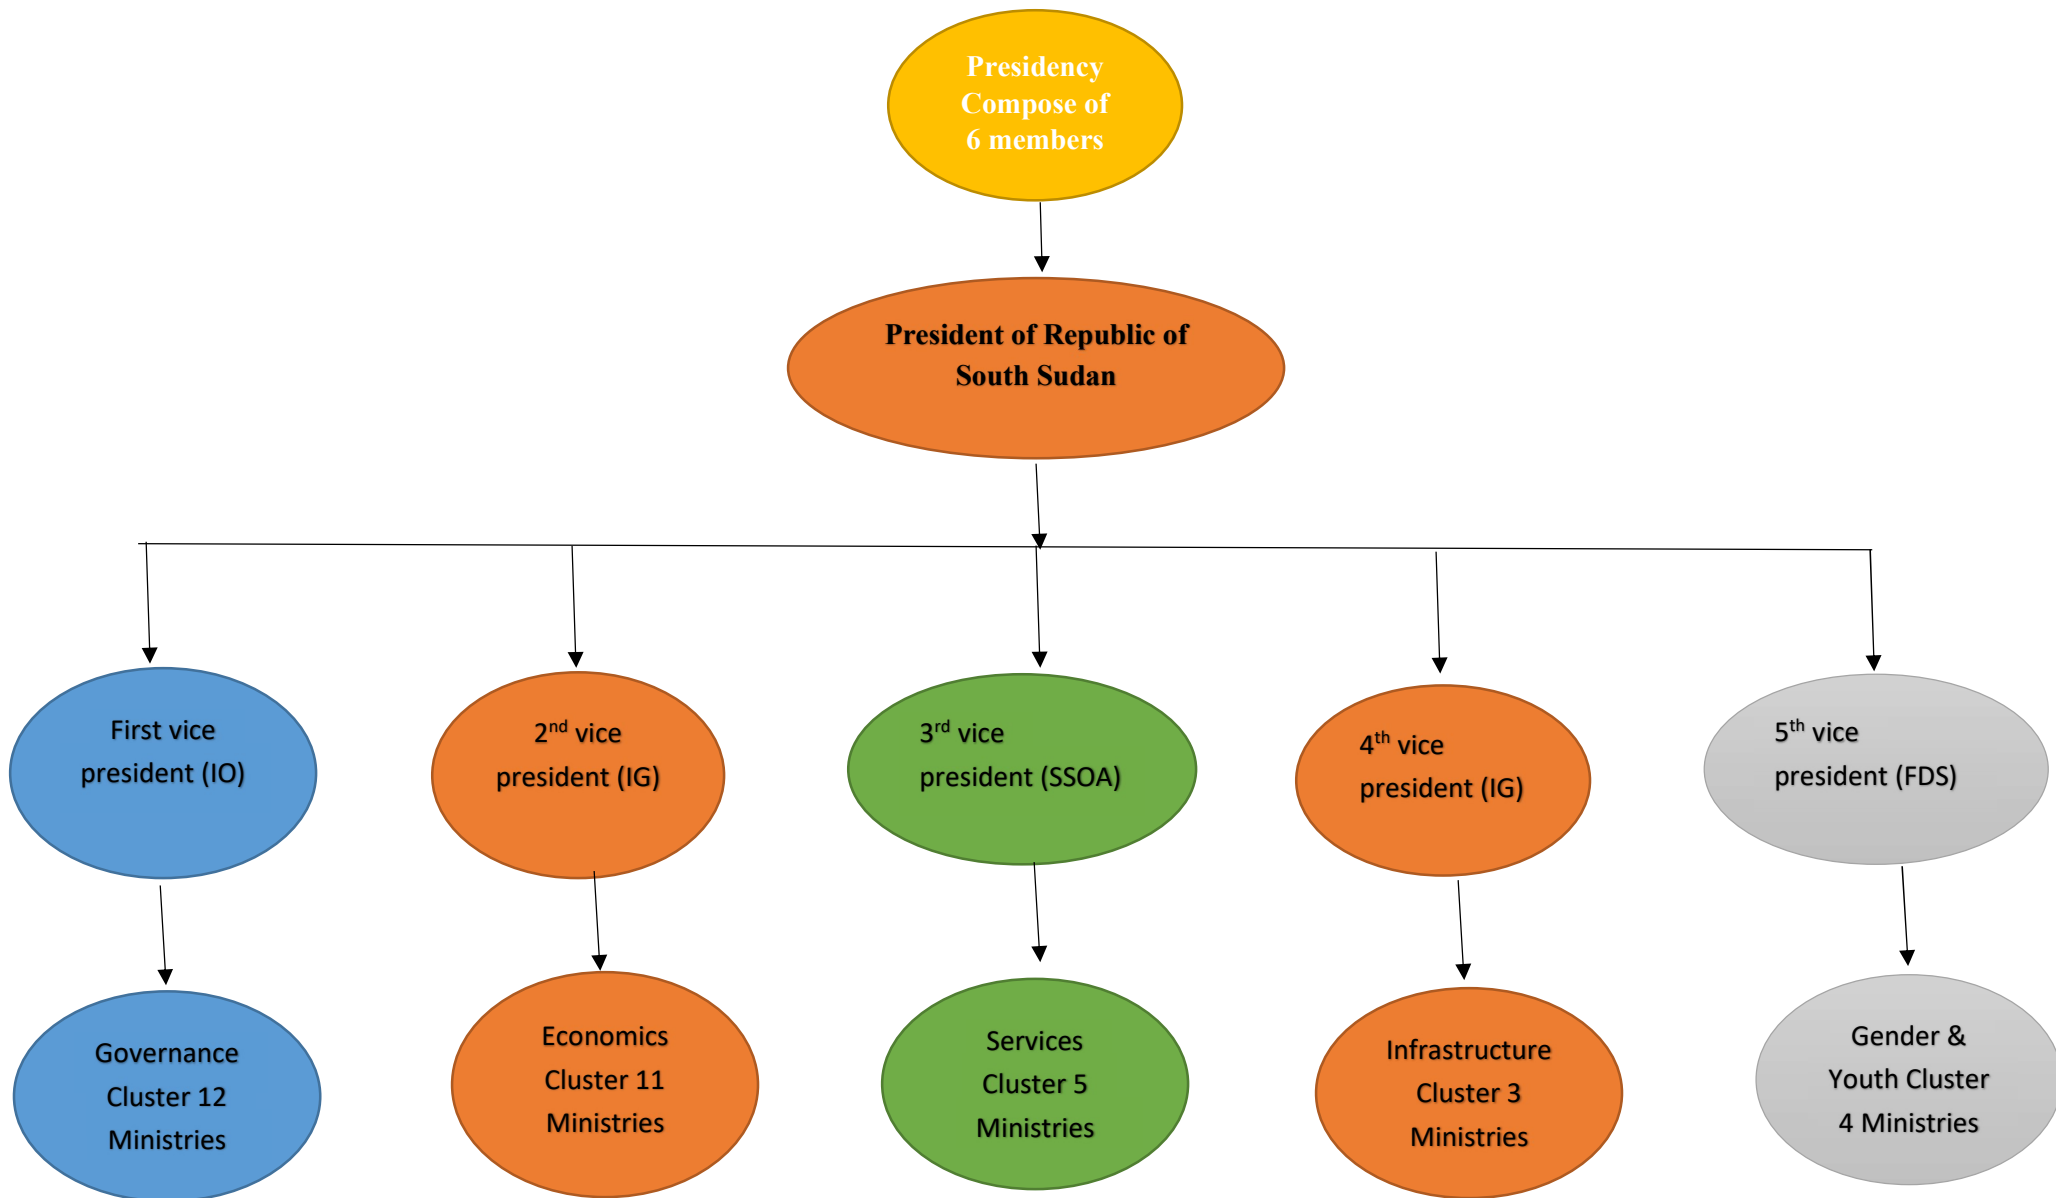 Presidency
Compose of
6 members
President of Republic of
South Sudan
First vice
president (IO)
2nd vice
president (IG)
3rd vice
president (SSOA)
4th vice
president (IG)
5th vice
president (FDS)
Governance
Cluster 12
Ministries
Economics
Cluster 11
Ministries
Services
Cluster 5
Ministries
Infrastructure
Cluster 3
Ministries
Gender &
Youth Cluster
4 Ministries